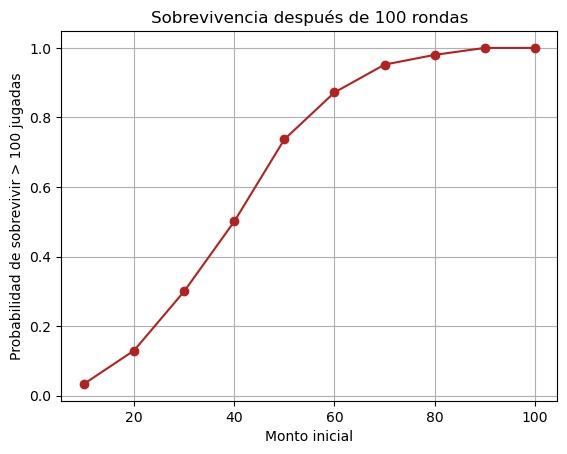 Sobrevivencia después de 100 rondas
Probabilidad de sobrevivir > 100 jugadas
1.0
0.8
0.6
0.4
0.2
0.0
20 40 60 80 100
Monto inicial